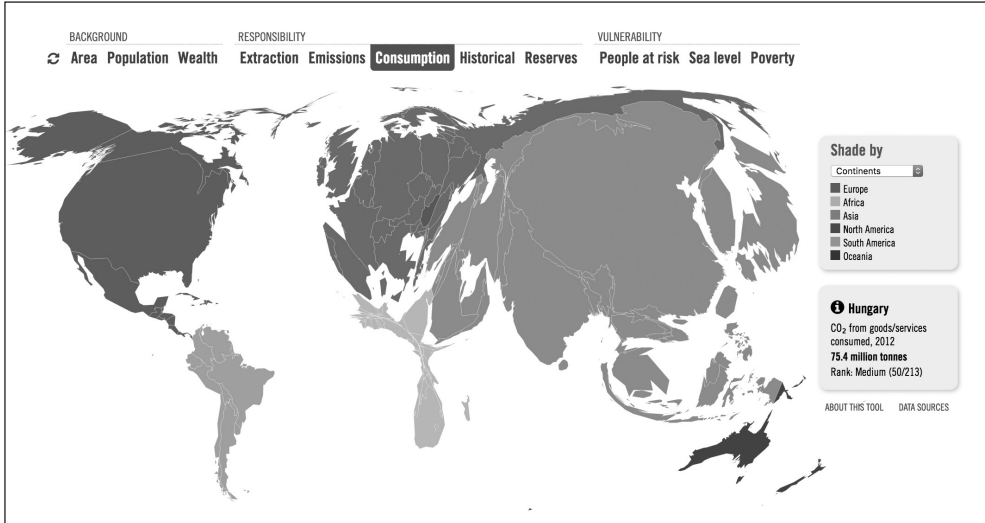 BACKGROUND
RESPONSIBILITY
VULNERABILITY
Area Population Wealth
Extraction Emissions Consumption Historical Reserves
People at risk Sea level Poverty
Shade by
Continents
Europe
Africa
Asia
North America
South America
Oceania
Hungary
CO₂ from goods/services
consumed, 2012
75.4 million tonnes
Rank: Medium (50/213)
ABOUT THIS TOOL DATA SOURCES